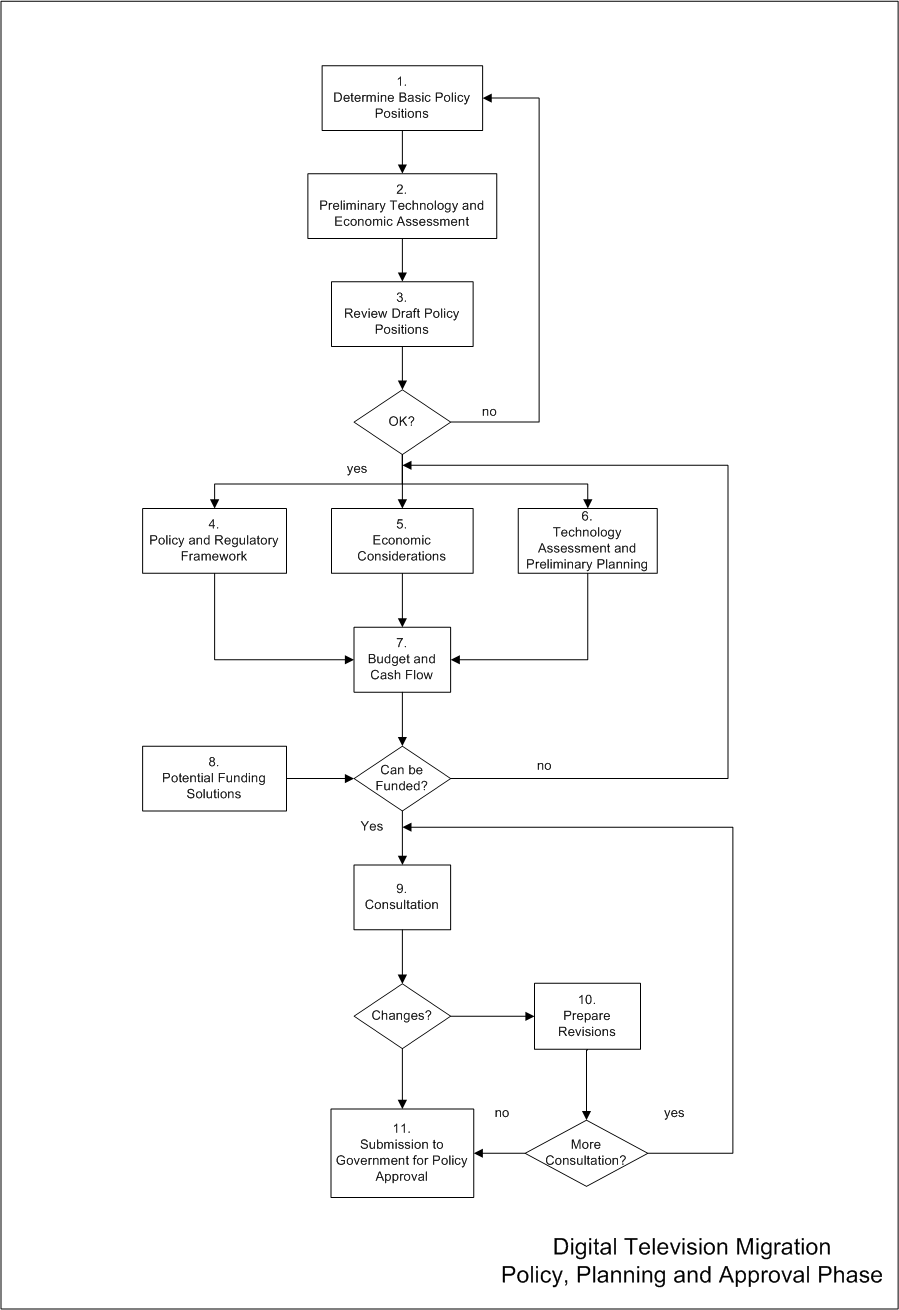 1.
Determine Basic Policy
Positions
2.
Preliminary Technology and
Economic Assessment
3.
Review Draft Policy
Positions
OK?
no
yes
4.
Policy and Regulatory
Framework
5.
Economic
Considerations
6.
Technology
Assessment and
Preliminary Planning
7.
Budget and
Cash Flow
8.
Potential Funding
Solutions
Can be
Funded?
no
Yes
9.
Consultation
Changes?
10.
Prepare
Revisions
no
yes
11.
Submission to
Government for Policy
Approval
More
Consultation?
Digital Television Migration
Policy, Planning and Approval Phase